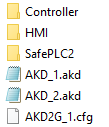 Controller
HMI
SafePLC2
AKD_1.akd
AKD_2.akd
AKD2G_1.cfg